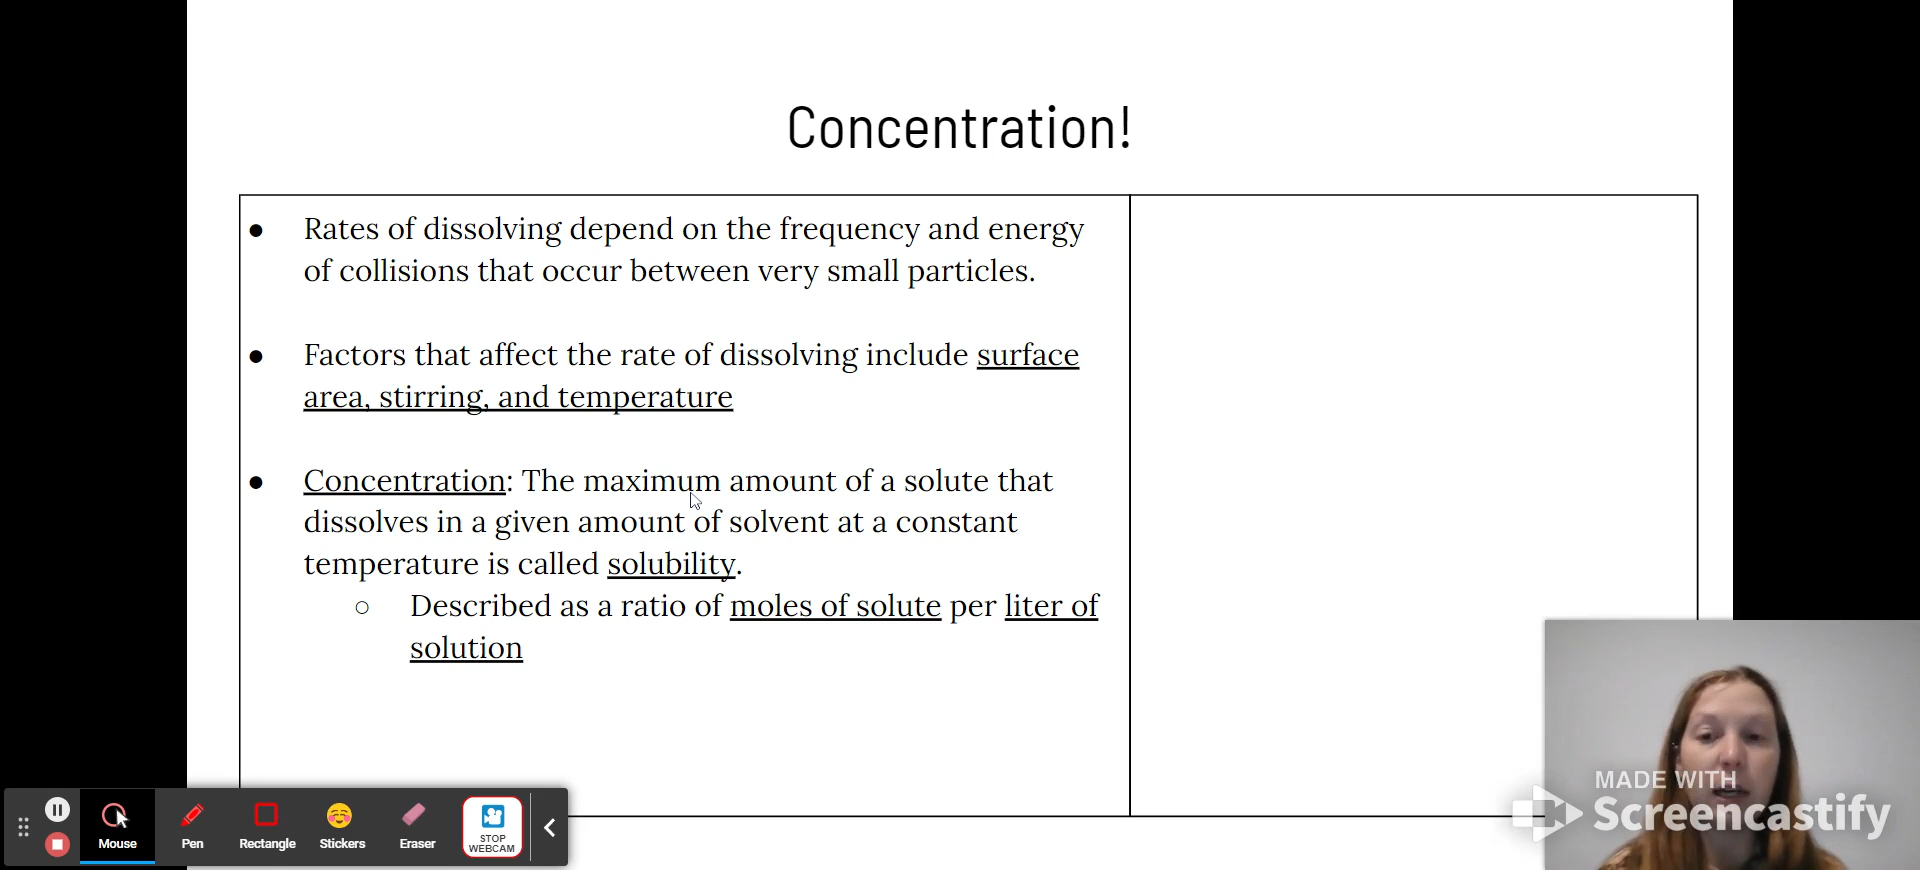 Concentration!
● Rates of dissolving depend on the frequency and energy
of collisions that occur between very small particles.
● Factors that affect the rate of dissolving include surface
area, stirring, and temperature
● Concentration: The maximum amount of a solute that
dissolves in a given amount of solvent at a constant
temperature is called solubility.
○ Described as a ratio of moles of solute per liter of
solution
Mouse
Pen
Rectangle
Stickers
Eraser
STOP
WEBCAM
MADE WITH
Screencastify